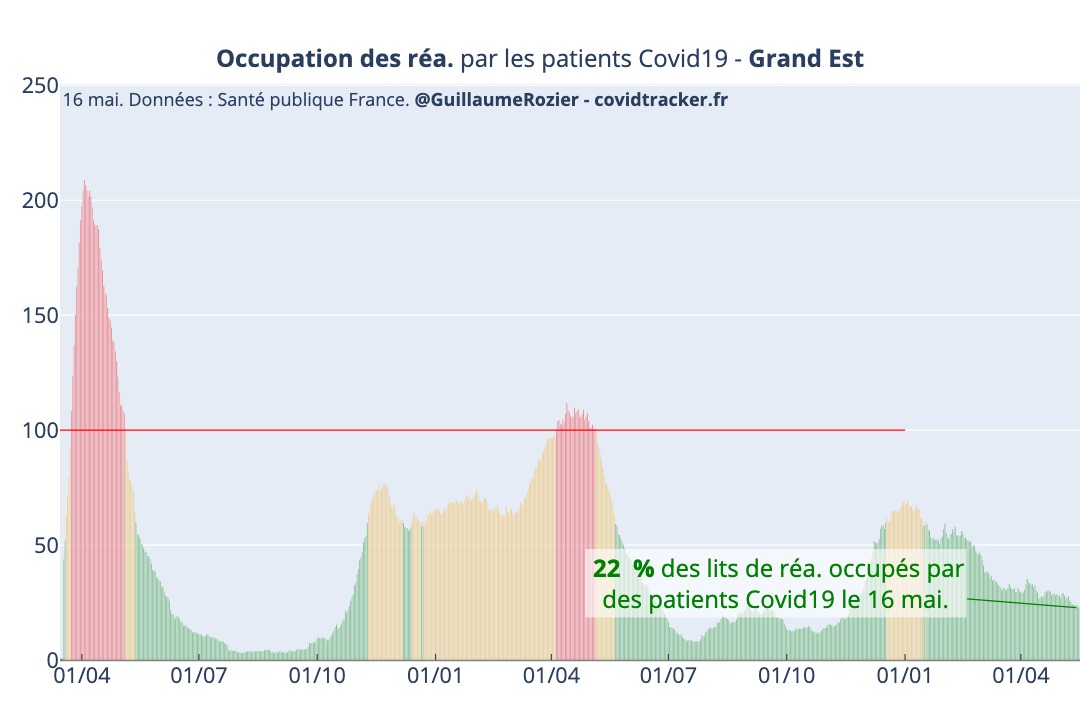 Occupation des réa. par les patients Covid19 - Grand Est
250
16 mai. Données : Santé publique France. @GuillaumeRozier - covidtracker.fr
200
150
100
50
22 % des lits de réa. occupés par
des patients Covid19 le 16 mai.
0
01/04 01/07 01/10 01/01 01/04 01/07 01/10 01/01 01/04